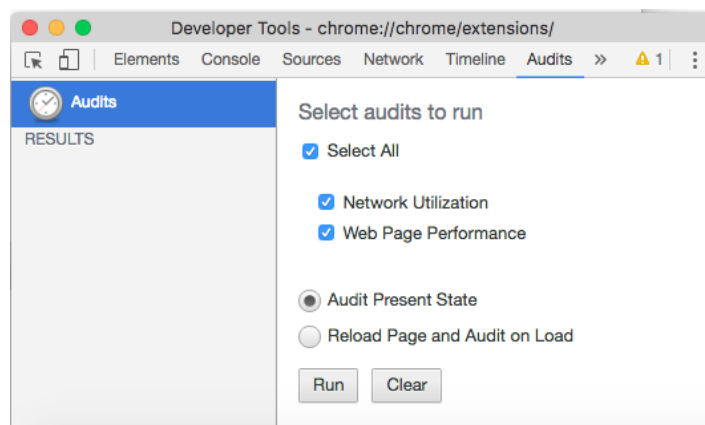 Developer Tools - chrome://chrome/extensions/
Elements Console Sources Network Timeline Audits » 1
Audits
RESULTS
Select audits to run
Select All
Network Utilization
Web Page Performance
Audit Present State
Reload Page and Audit on Load
Run Clear